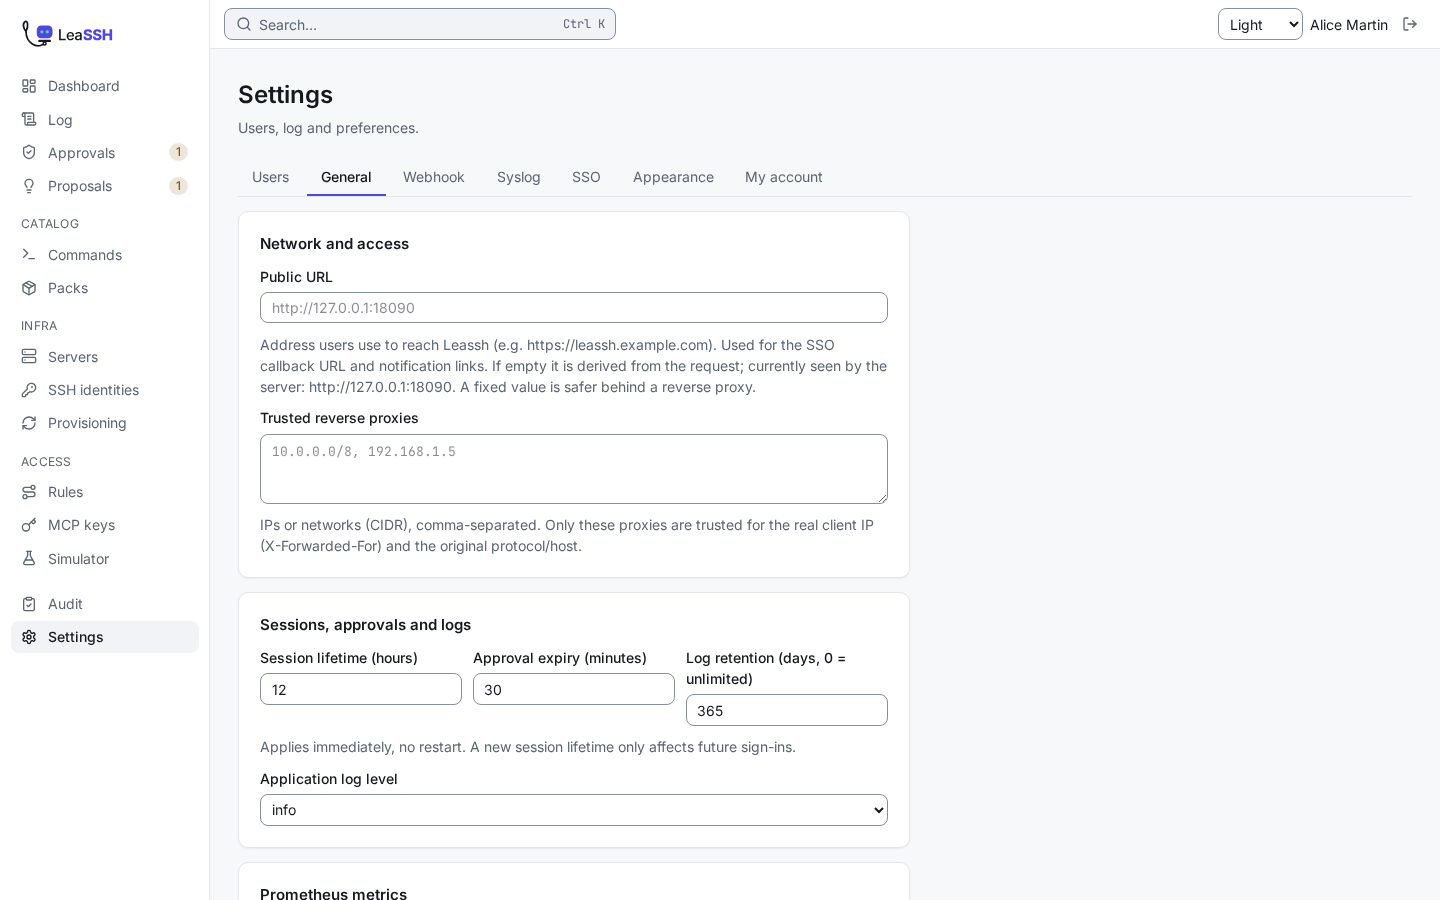 LeaSSH
Search...
Ctrl K
Light
Alice Martin
Dashboard
Log
Approvals
1
Proposals
1
CATALOG
Commands
Packs
INFRA
Servers
SSH identities
Provisioning
ACCESS
Rules
MCP keys
Simulator
Audit
Settings
Settings
Users, log and preferences.
Users
General
Webhook
Syslog
SSO
Appearance
My account
Network and access
Public URL
http://127.0.0.1:18090
Address users use to reach Leassh (e.g. https://leassh.example.com). Used for the SSO
callback URL and notification links. If empty it is derived from the request; currently seen by the
server: http://127.0.0.1:18090. A fixed value is safer behind a reverse proxy.
Trusted reverse proxies
10.0.0.0/8, 192.168.1.5
IPs or networks (CIDR), comma-separated. Only these proxies are trusted for the real client IP
(X-Forwarded-For) and the original protocol/host.
Sessions, approvals and logs
Session lifetime (hours)
12
Approval expiry (minutes)
30
Log retention (days, 0 =
unlimited)
365
Applies immediately, no restart. A new session lifetime only affects future sign-ins.
Application log level
info
Prometheus metrics